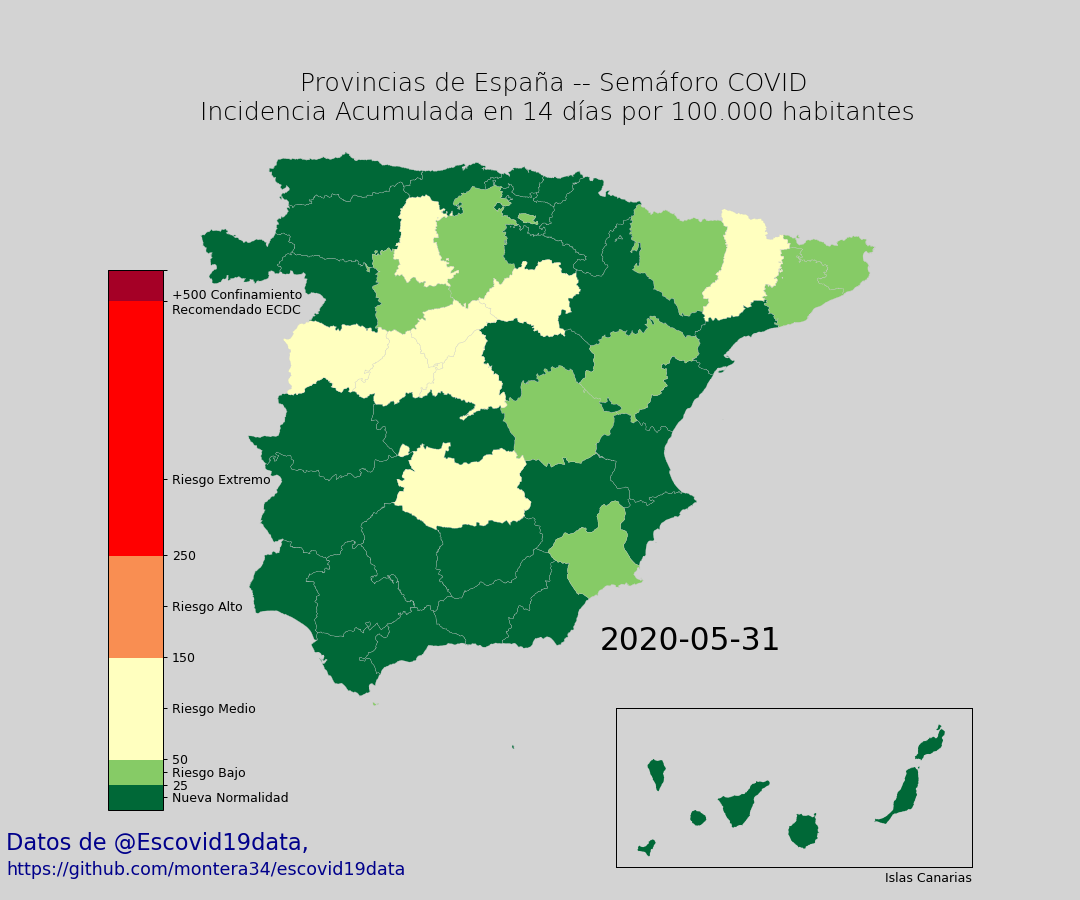 Provincias de España -- Semáforo COVID
Incidencia Acumulada en 14 días por 100.000 habitantes
+500 Confinamiento
Recomendado ECDC
Riesgo Extremo
250
Riesgo Alto
150
Riesgo Medio
50
Riesgo Bajo
25
Nueva Normalidad
2020-05-31
Islas Canarias
Datos de @Escovid19data,
https://github.com/montera34/escovid19data